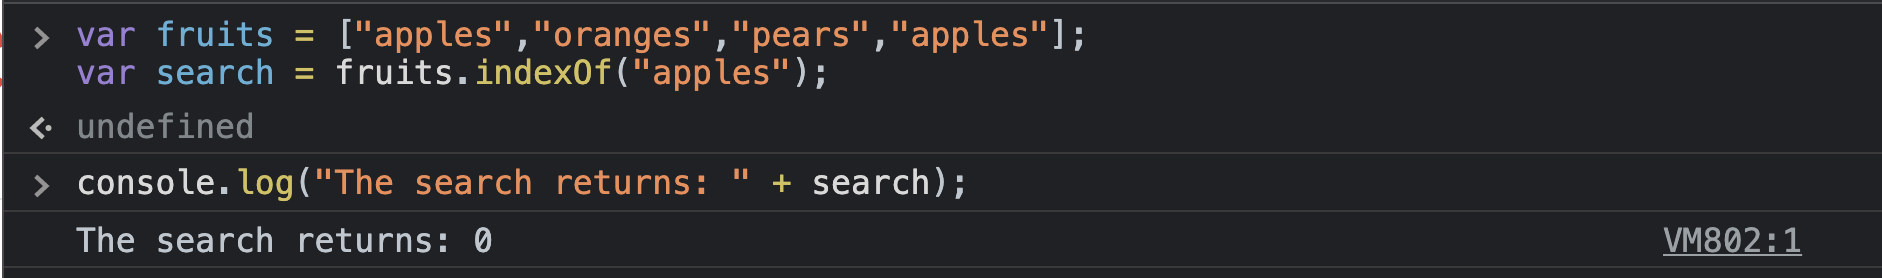 var fruits = ["apples","oranges","pears","apples"];
var search = fruits.indexOf("apples");
undefined
console.log("The search returns: " + search);
The search returns: 0 VM802:1